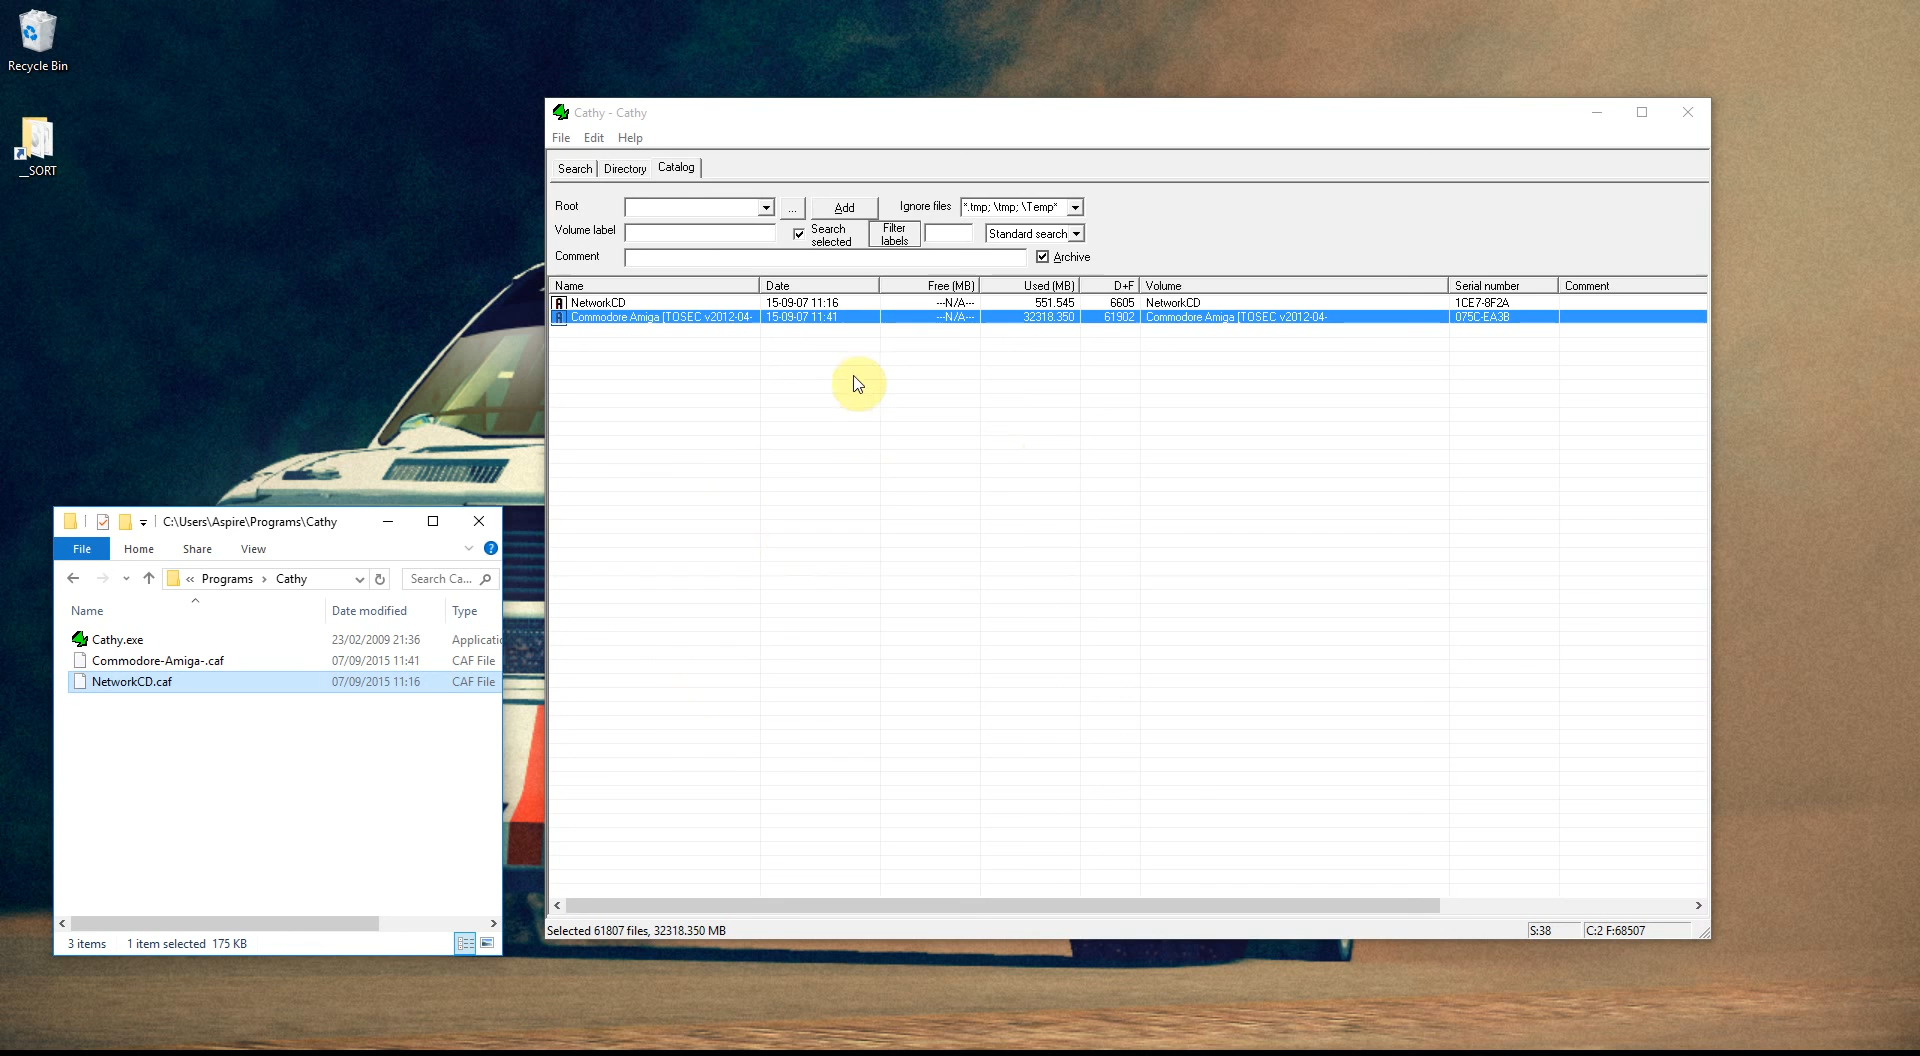 Recycle Bin
__SORT
Cathy - Cathy
File Edit Help
Search Directory Catalog
Root ... Add Ignore files *.tmp; \tmp; \Temp*
Volume label Search selected Filter labels Standard search
Comment Archive
Name Date Free (MB) Used (MB) D+F Volume Serial number Comment
A NetworkCD 15-09-07 11:16 ---N/A--- 551.545 6605 NetworkCD 1CE7-8F2A
A Commodore Amiga [TOSEC v2012-04- 15-09-07 11:41 ---N/A--- 32318.350 61902 Commodore Amiga [TOSEC v2012-04- 075C-EA3B
Selected 61807 files, 32318.350 MB S:38 C:2 F:68507
C:\Users\Aspire\Programs\Cathy
File Home Share View
« Programs › Cathy Search Ca...
Name Date modified Type
Cathy.exe 23/02/2009 21:36 Applicatic
Commodore-Amiga-.caf 07/09/2015 11:41 CAF File
NetworkCD.caf 07/09/2015 11:16 CAF File
3 items 1 item selected 175 KB